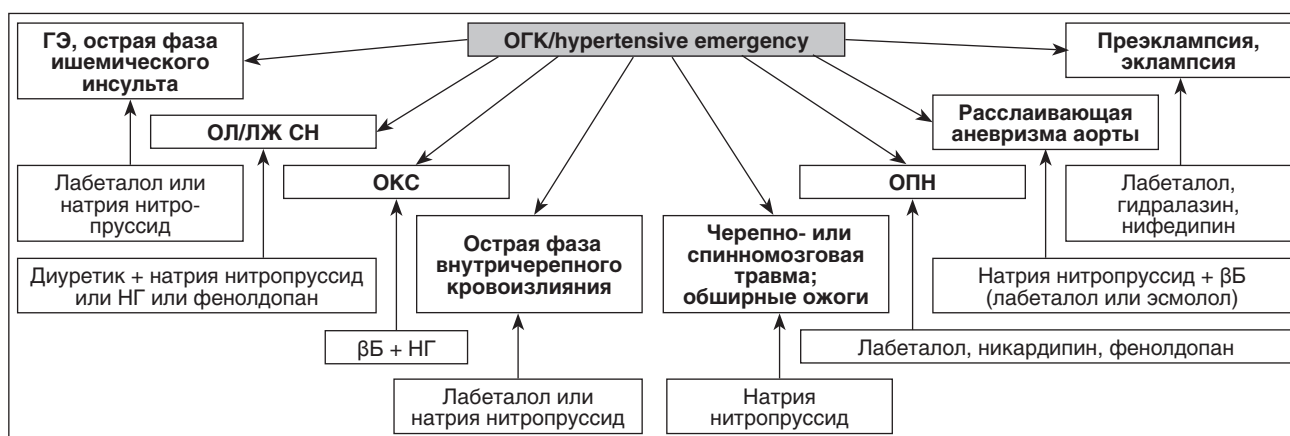 ОГК/hypertensive emergency
ГЭ, острая фаза
ишемического
инсульта
Лабеталол или
натрия нитро-
пруссид
ОЛ/ЛЖ СН
Диуретик + натрия нитропруссид
или НГ или фенолдопан
ОКС
βБ + НГ
Острая фаза
внутричерепного
кровоизлияния
Лабеталол или
натрия нитропруссид
Черепно- или
спинномозговая
травма;
обширные ожоги
Натрия
нитропруссид
ОПН
Лабеталол, никардипин, фенолдопан
Расслаивающая
аневризма аорты
Натрия нитропруссид + βБ
(лабеталол или эсмолол)
Преэклампсия,
эклампсия
Лабеталол,
гидралазин,
нифедипин